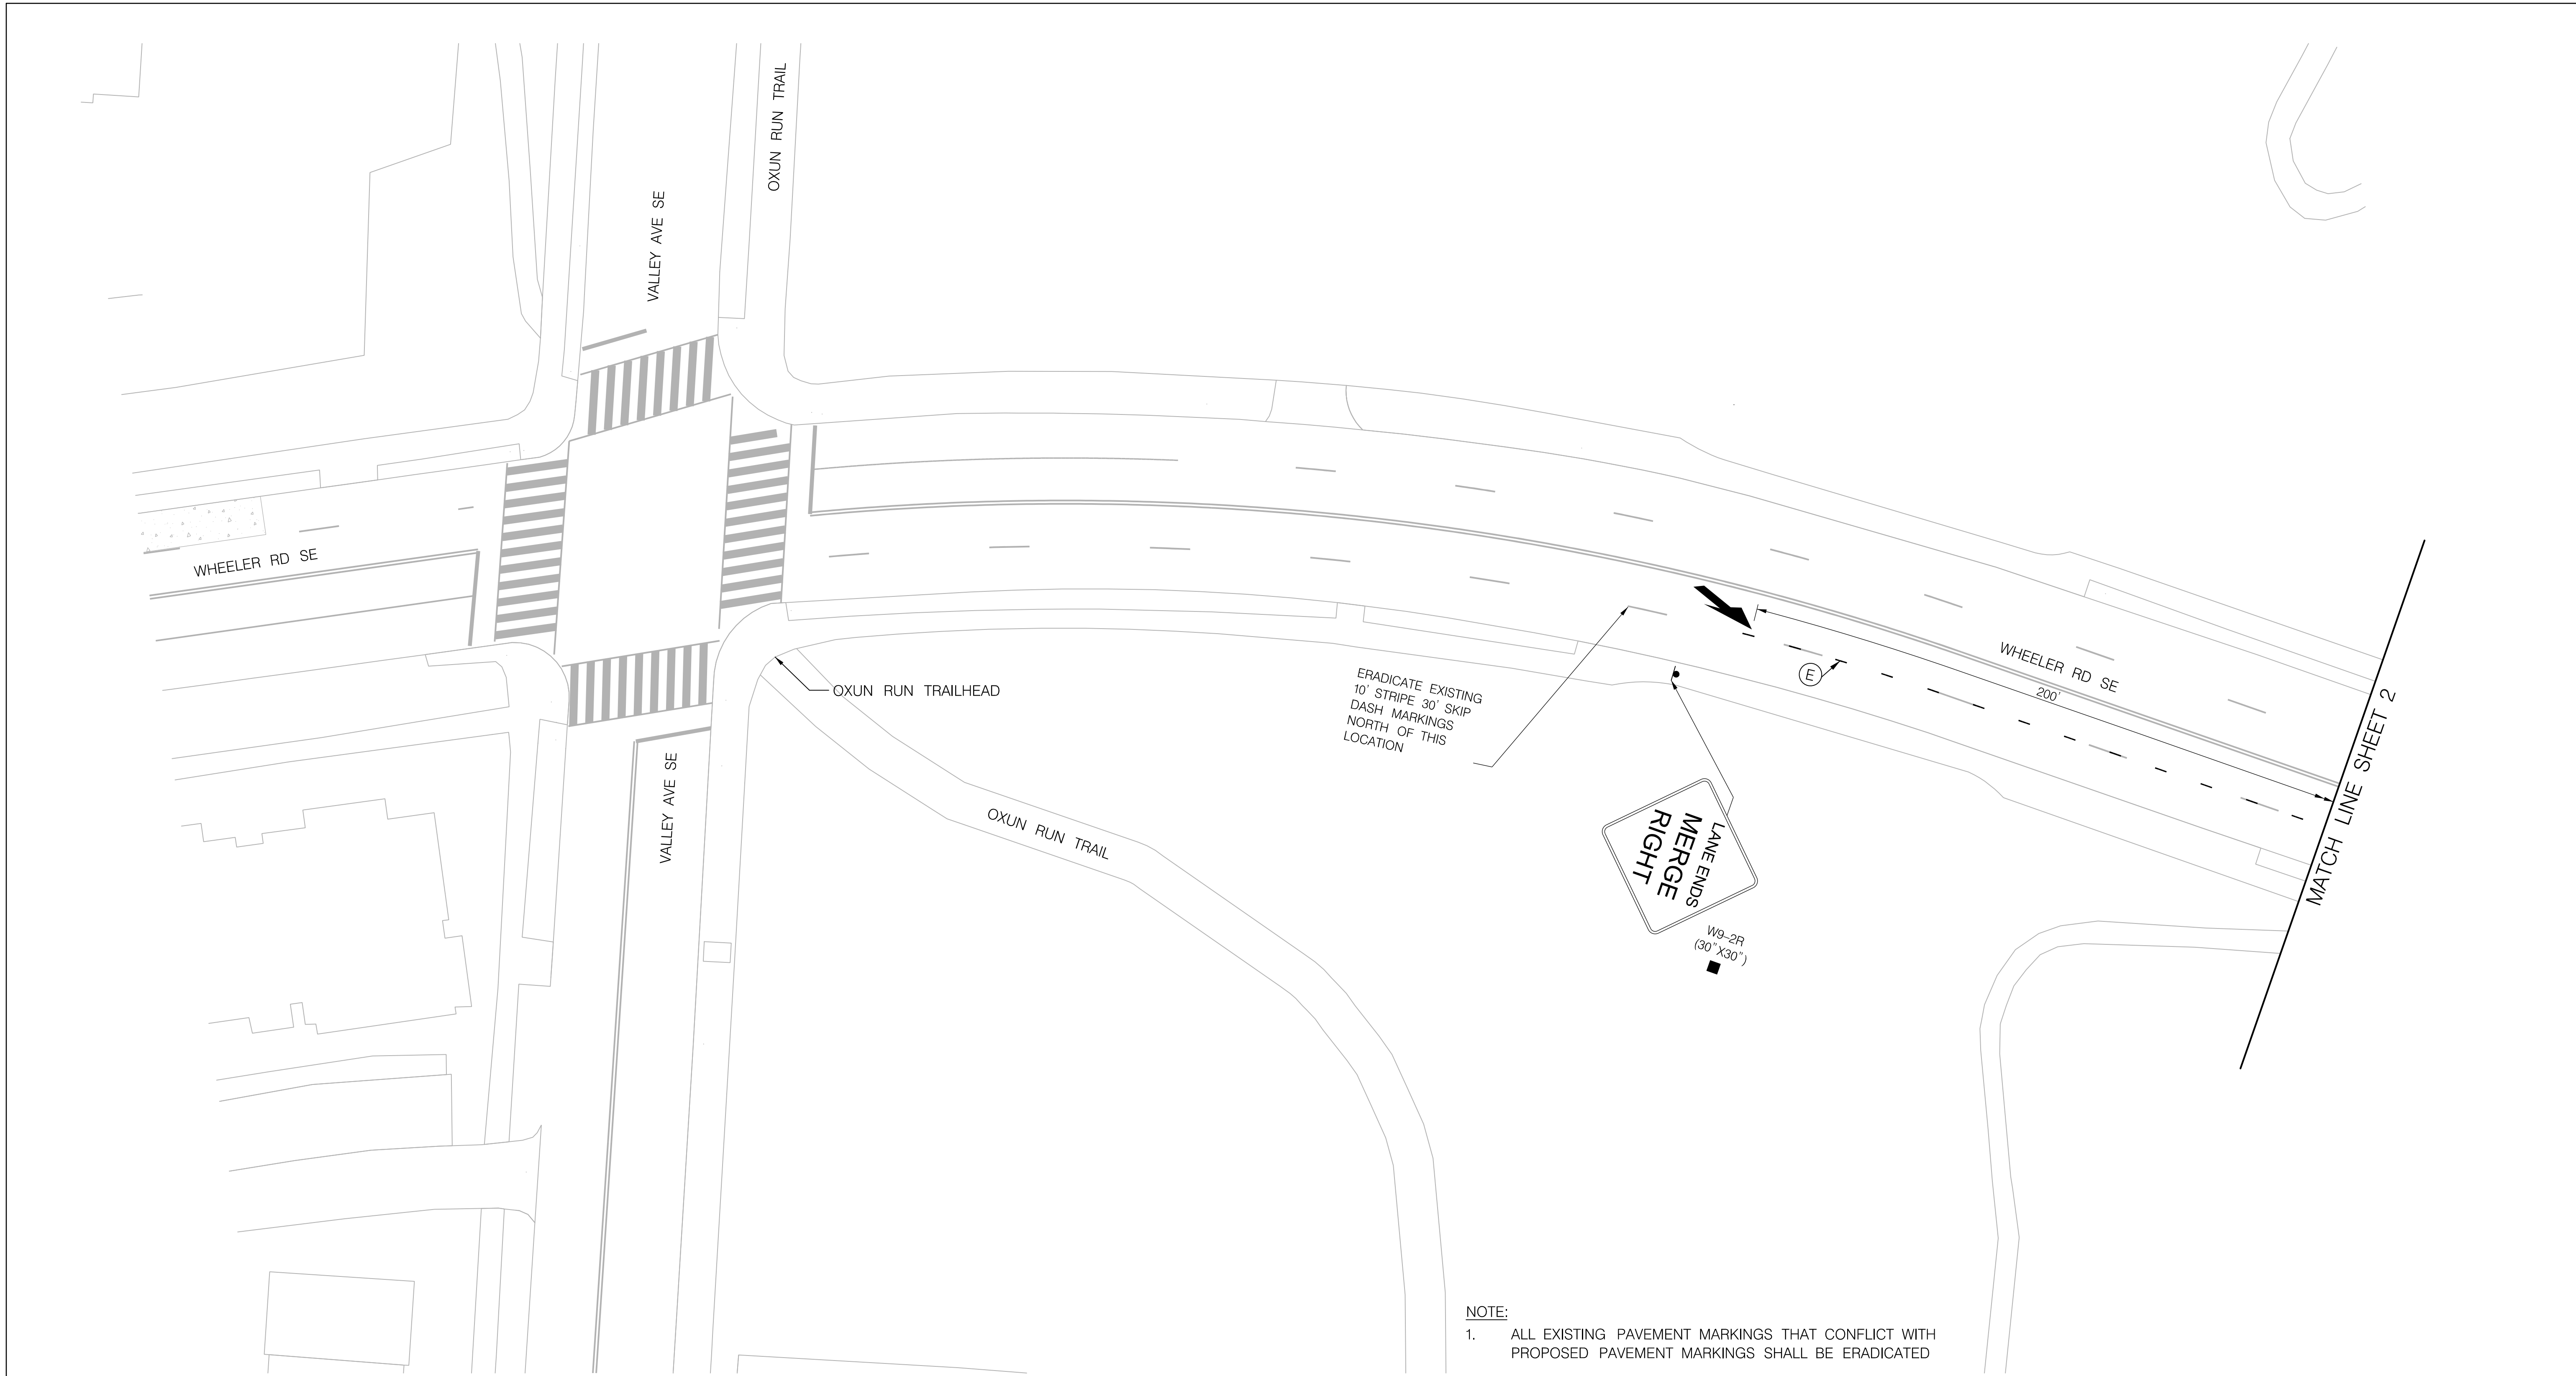 OXUN RUN TRAIL
VALLEY AVE SE
WHEELER RD SE
WHEELER RD SE
200'
E
ERADICATE EXISTING
10' STRIPE 30' SKIP
DASH MARKINGS
NORTH OF THIS
LOCATION
OXUN RUN TRAILHEAD
MATCH LINE SHEET 2
VALLEY AVE SE
OXUN RUN TRAIL
LANE ENDS
MERGE
RIGHT
W9-2R
(30"X30")
NOTE:
1. ALL EXISTING PAVEMENT MARKINGS THAT CONFLICT WITH
PROPOSED PAVEMENT MARKINGS SHALL BE ERADICATED